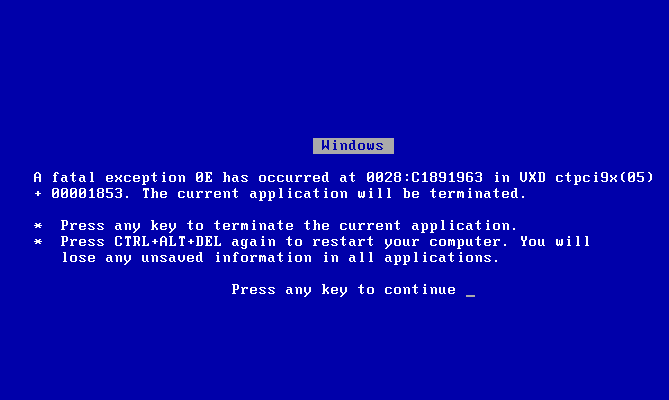 Windows
A fatal exception 0E has occurred at 0028:C1891963 in VXD ctpci9x(05)
+ 00001853. The current application will be terminated.
* Press any key to terminate the current application.
* Press CTRL+ALT+DEL again to restart your computer. You will
lose any unsaved information in all applications.
Press any key to continue _